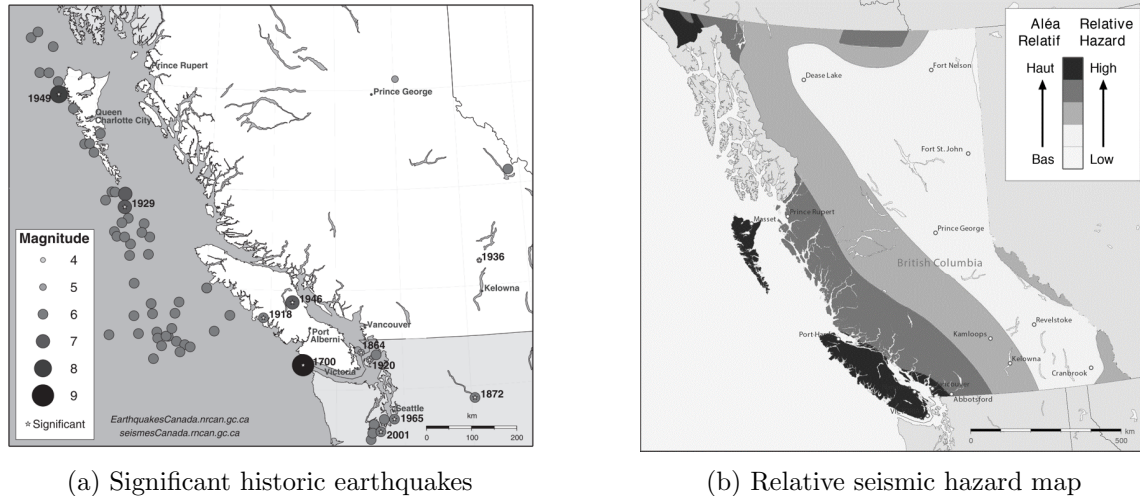 Prince Rupert
Prince George
1949
Queen
Charlotte City
1929
Magnitude
4
5
6
7
8
9
Significant
1936
Kelowna
1946
1918
Port
Alberni
Vancouver
1864
1700
1920
Victoria
1872
Seattle
1965
2001
EarthquakesCanada.nrcan.gc.ca
seismesCanada.rncan.gc.ca
km
0 100 200
(a) Significant historic earthquakes
Aléa Relative
Relatif Hazard
Haut High
Bas Low
Dease Lake
Fort Nelson
Fort St. John
Masset
Prince Rupert
Prince George
British Columbia
Port Hardy
Kamloops
Revelstoke
Kelowna
Cranbrook
Abbotsford
0 500 km
(b) Relative seismic hazard map